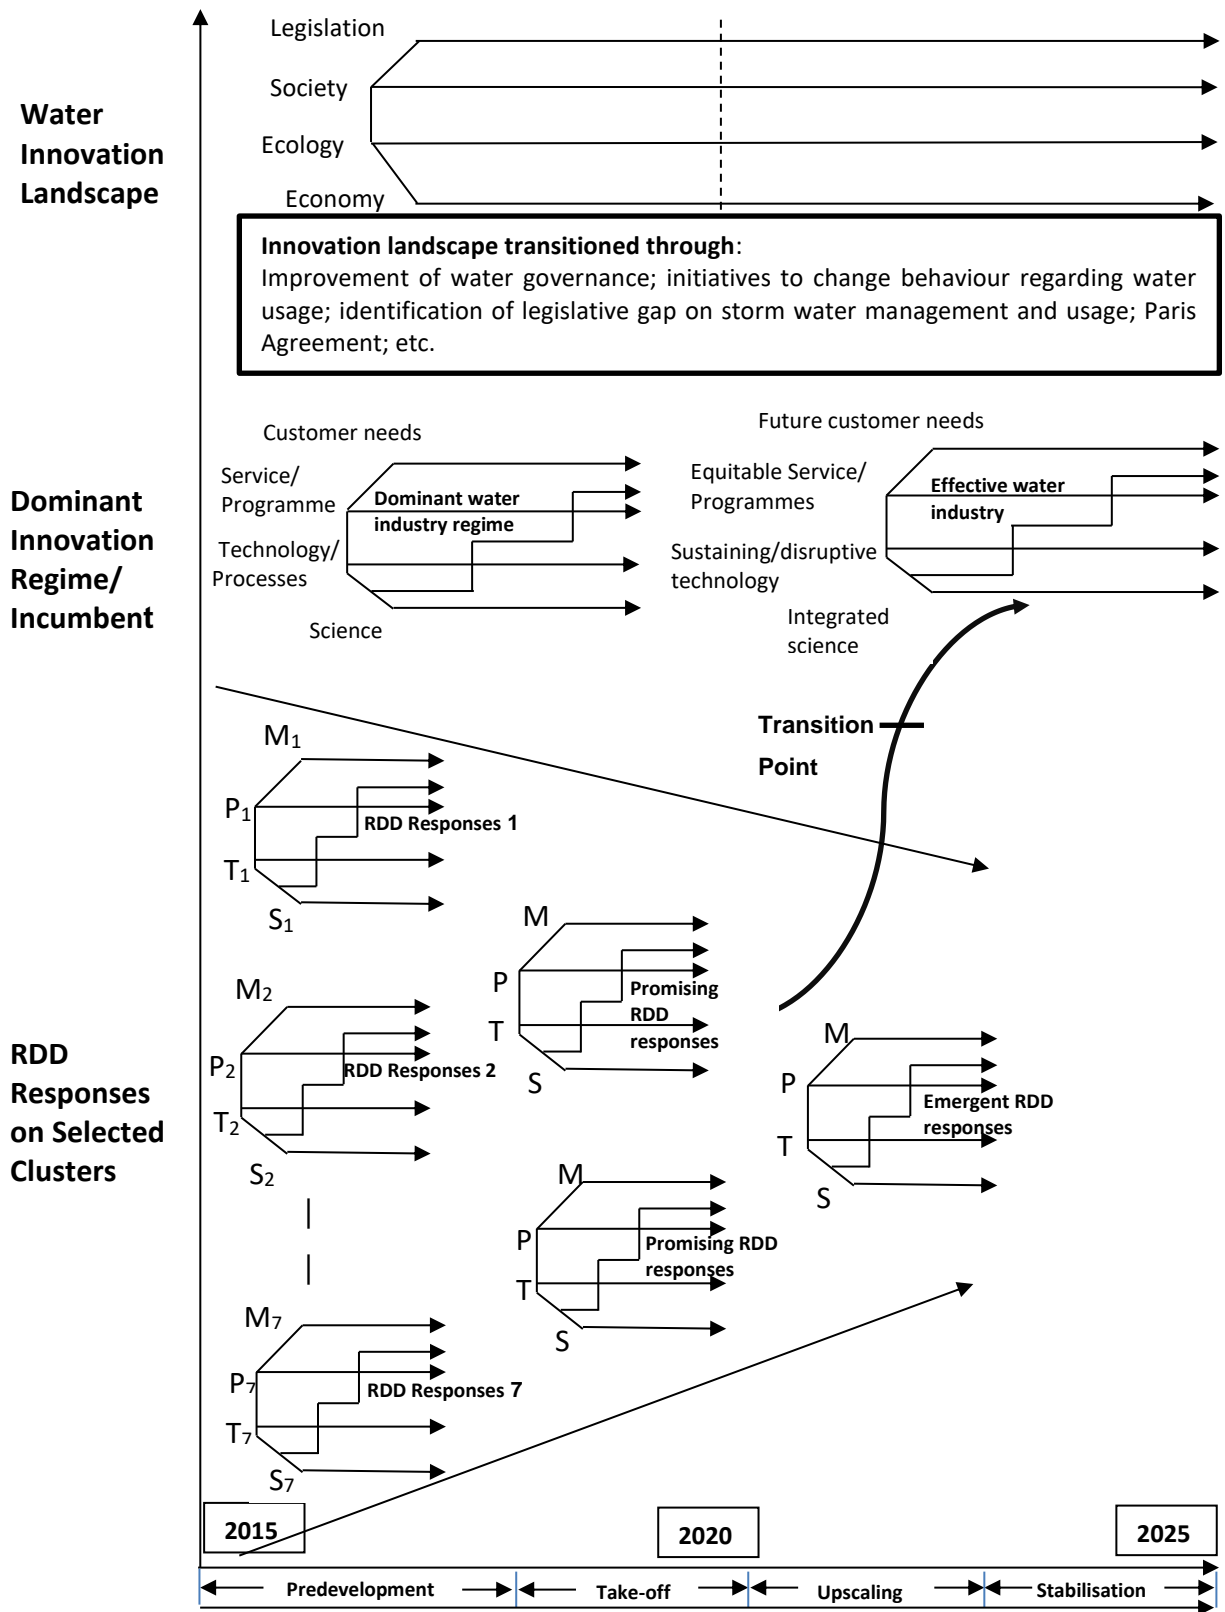 Water
Innovation
Landscape
Legislation
Society
Ecology
Economy
Innovation landscape transitioned through:
Improvement of water governance; initiatives to change behaviour regarding water
usage; identification of legislative gap on storm water management and usage; Paris
Agreement; etc.
Dominant
Innovation
Regime/
Incumbent
Customer needs
Service/
Programme
Dominant water
industry regime
Technology/
Processes
Science
Future customer needs
Equitable Service/
Programmes
Effective water
industry
Sustaining/disruptive
technology
Integrated
science
Transition
Point
RDD
Responses
on Selected
Clusters
M1
P1
RDD Responses 1
T1
S1
M2
P2
RDD Responses 2
T2
S2
M7
P7
RDD Responses 7
T7
S7
M
P
Promising
RDD
responses
T
S
M
P
Promising RDD
responses
T
S
M
P
Emergent RDD
responses
T
S
2015
2020
2025
Predevelopment
Take-off
Upscaling
Stabilisation